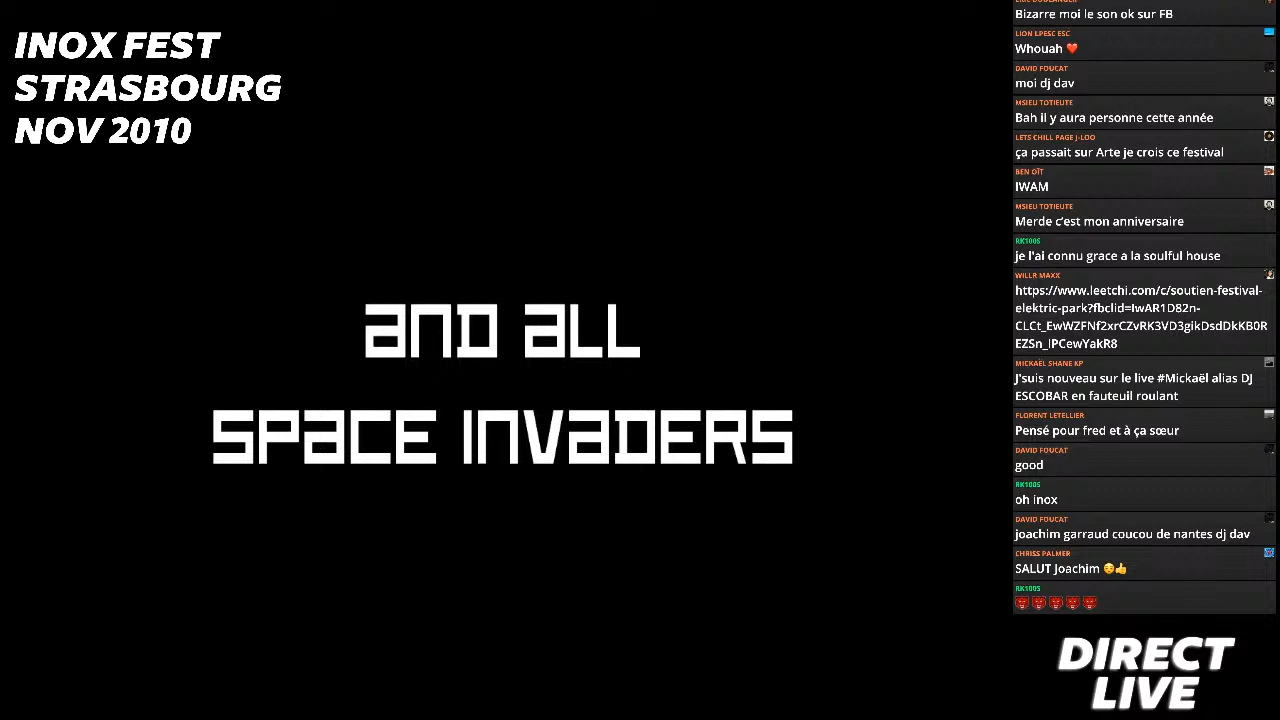 INOX FEST
STRASBOURG
NOV 2010
AND ALL
SPACE INVADERS
Bizarre moi le son ok sur FB
LION LPESC ESC
Whouah ❤️
DAVID FOUCAT
moi dj dav
MSIEU TOTIEUTE
Bah il y aura personne cette année
LETS CHILL PAGE J-LOO
ça passait sur Arte je crois ce festival
BEN OÎT
IWAM
MSIEU TOTIEUTE
Merde c'est mon anniversaire
RK100S
je l'ai connu grace a la soulful house
WILLR MAXX
https://www.leetchi.com/c/soutien-festival-
elektric-park?fbclid=IwAR1D82n-
CLCt_EwWZFNf2xrCZvRK3VD3gikDsdDkKB0R
EZSn_lPCewYakR8
MICKAËL SHANE KP
J'suis nouveau sur le live #Mickaël alias DJ
ESCOBAR en fauteuil roulant
FLORENT LETELLIER
Pensé pour fred et à ça sœur
DAVID FOUCAT
good
RK100S
oh inox
DAVID FOUCAT
joachim garraud coucou de nantes dj dav
CHRISS PALMER
SALUT Joachim 😌👍
RK100S
DIRECT
LIVE